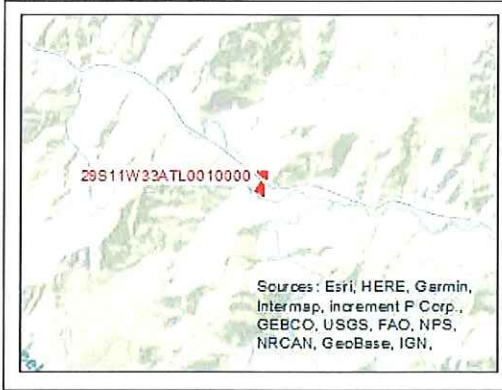 29S11W33ATL0010000
Sources: Esri, HERE, Garmin,
Intermap, increment P Corp.,
GEBCO, USGS, FAO, NPS,
NRCAN, GeoBase, IGN,